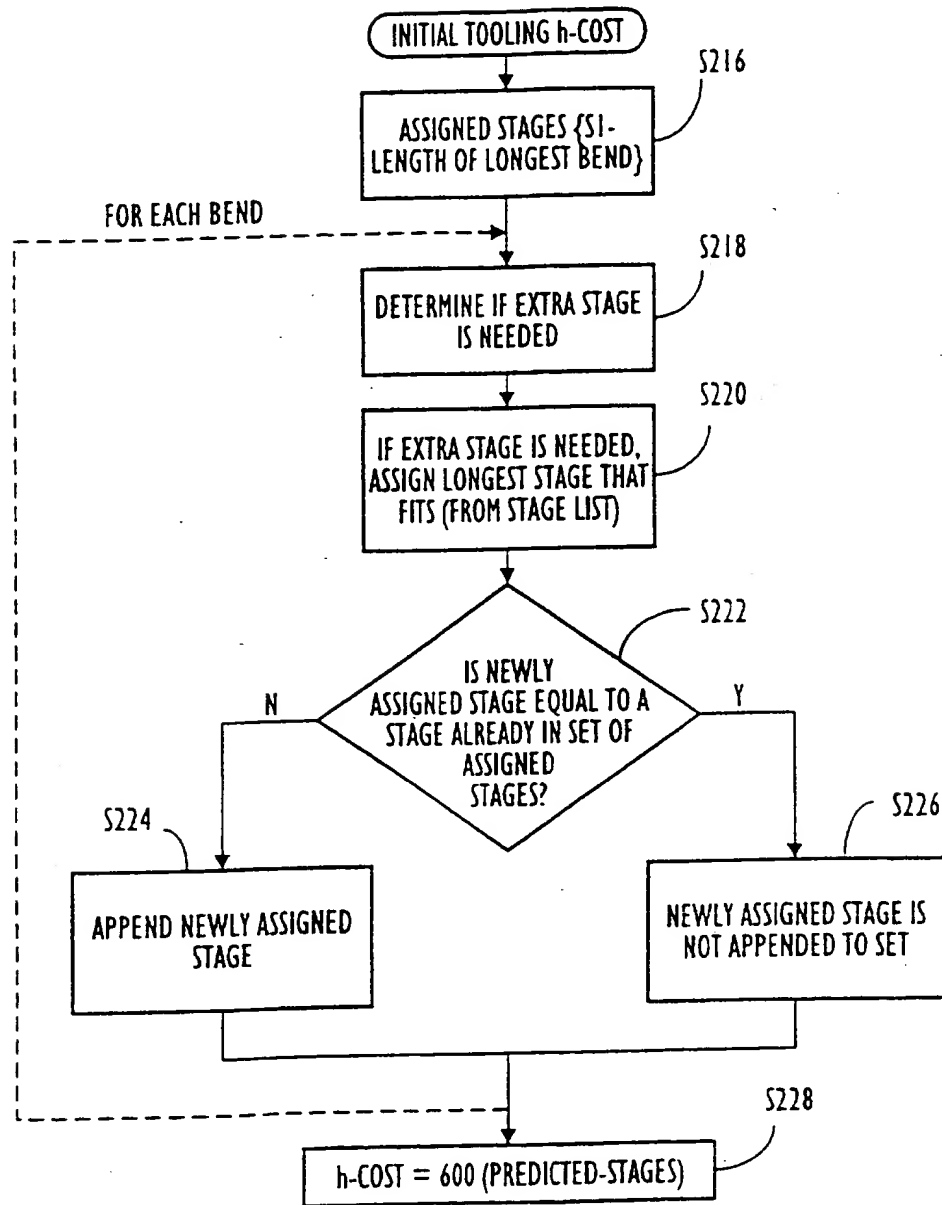 INITIAL TOOLING h-COST
S216
ASSIGNED STAGES {S1-
LENGTH OF LONGEST BEND}
FOR EACH BEND
S218
DETERMINE IF EXTRA STAGE
IS NEEDED
S220
IF EXTRA STAGE IS NEEDED,
ASSIGN LONGEST STAGE THAT
FITS (FROM STAGE LIST)
S222
IS NEWLY
ASSIGNED STAGE EQUAL TO A
STAGE ALREADY IN SET OF
ASSIGNED
STAGES?
N
Y
S224
APPEND NEWLY ASSIGNED
STAGE
S226
NEWLY ASSIGNED STAGE IS
NOT APPENDED TO SET
S228
h-COST = 600 (PREDICTED-STAGES)